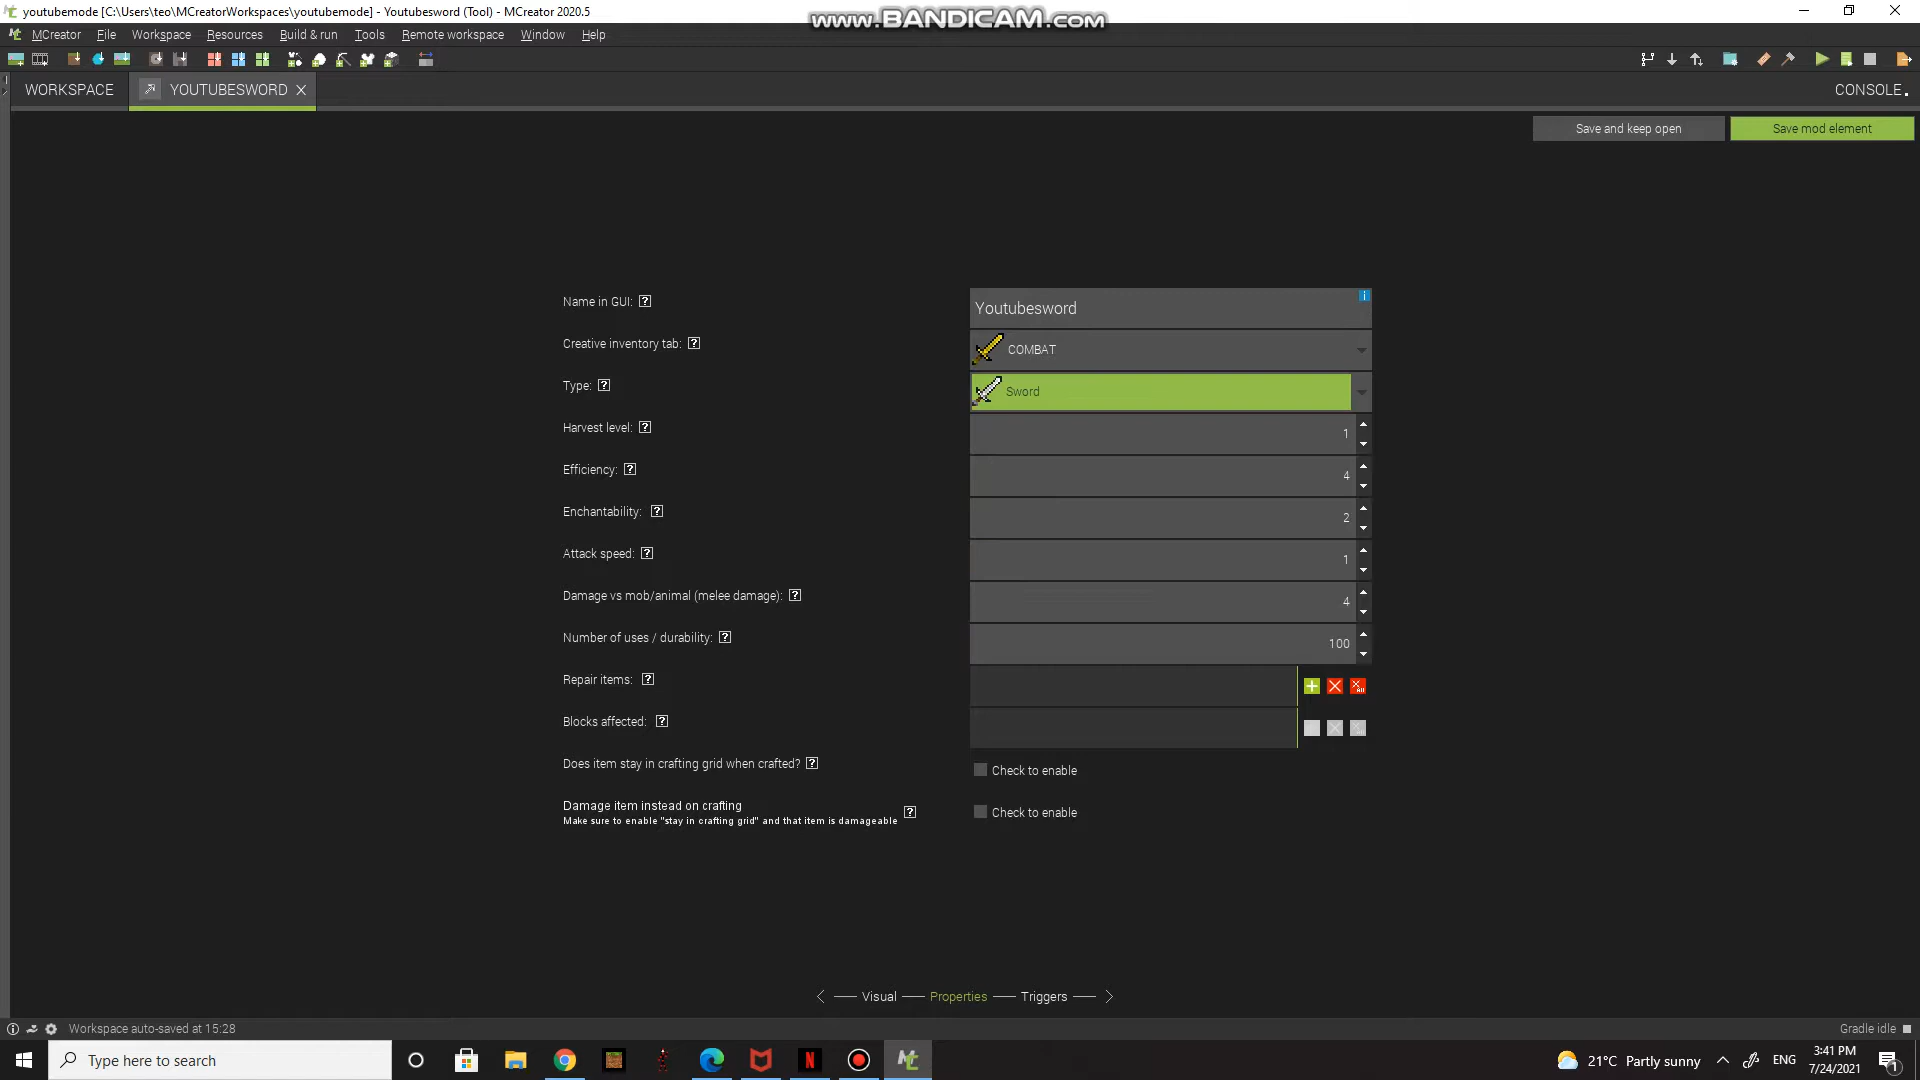 youtubemode [C:\Users\teo\MCreatorWorkspaces\youtubemode] - Youtubesword (Tool) - MCreator 2020.5
www.BANDICAM.com
MCreator File Workspace Resources Build & run Tools Remote workspace Window Help
WORKSPACE YOUTUBESWORD CONSOLE
Save and keep open Save mod element
Name in GUI: ? Youtubesword i
Creative inventory tab: ? COMBAT
Type: ? Sword
Harvest level: ? 1
Efficiency: ? 4
Enchantability: ? 2
Attack speed: ? 1
Damage vs mob/animal (melee damage): ? 4
Number of uses / durability: ? 100
Repair items: ?
Blocks affected: ?
Does item stay in crafting grid when crafted? ? Check to enable
Damage item instead on crafting
Make sure to enable "stay in crafting grid" and that item is damageable ? Check to enable
Visual Properties Triggers
Workspace auto-saved at 15:28 Gradle idle
Type here to search 21°C Partly sunny ENG 3:41 PM
7/24/2021 1